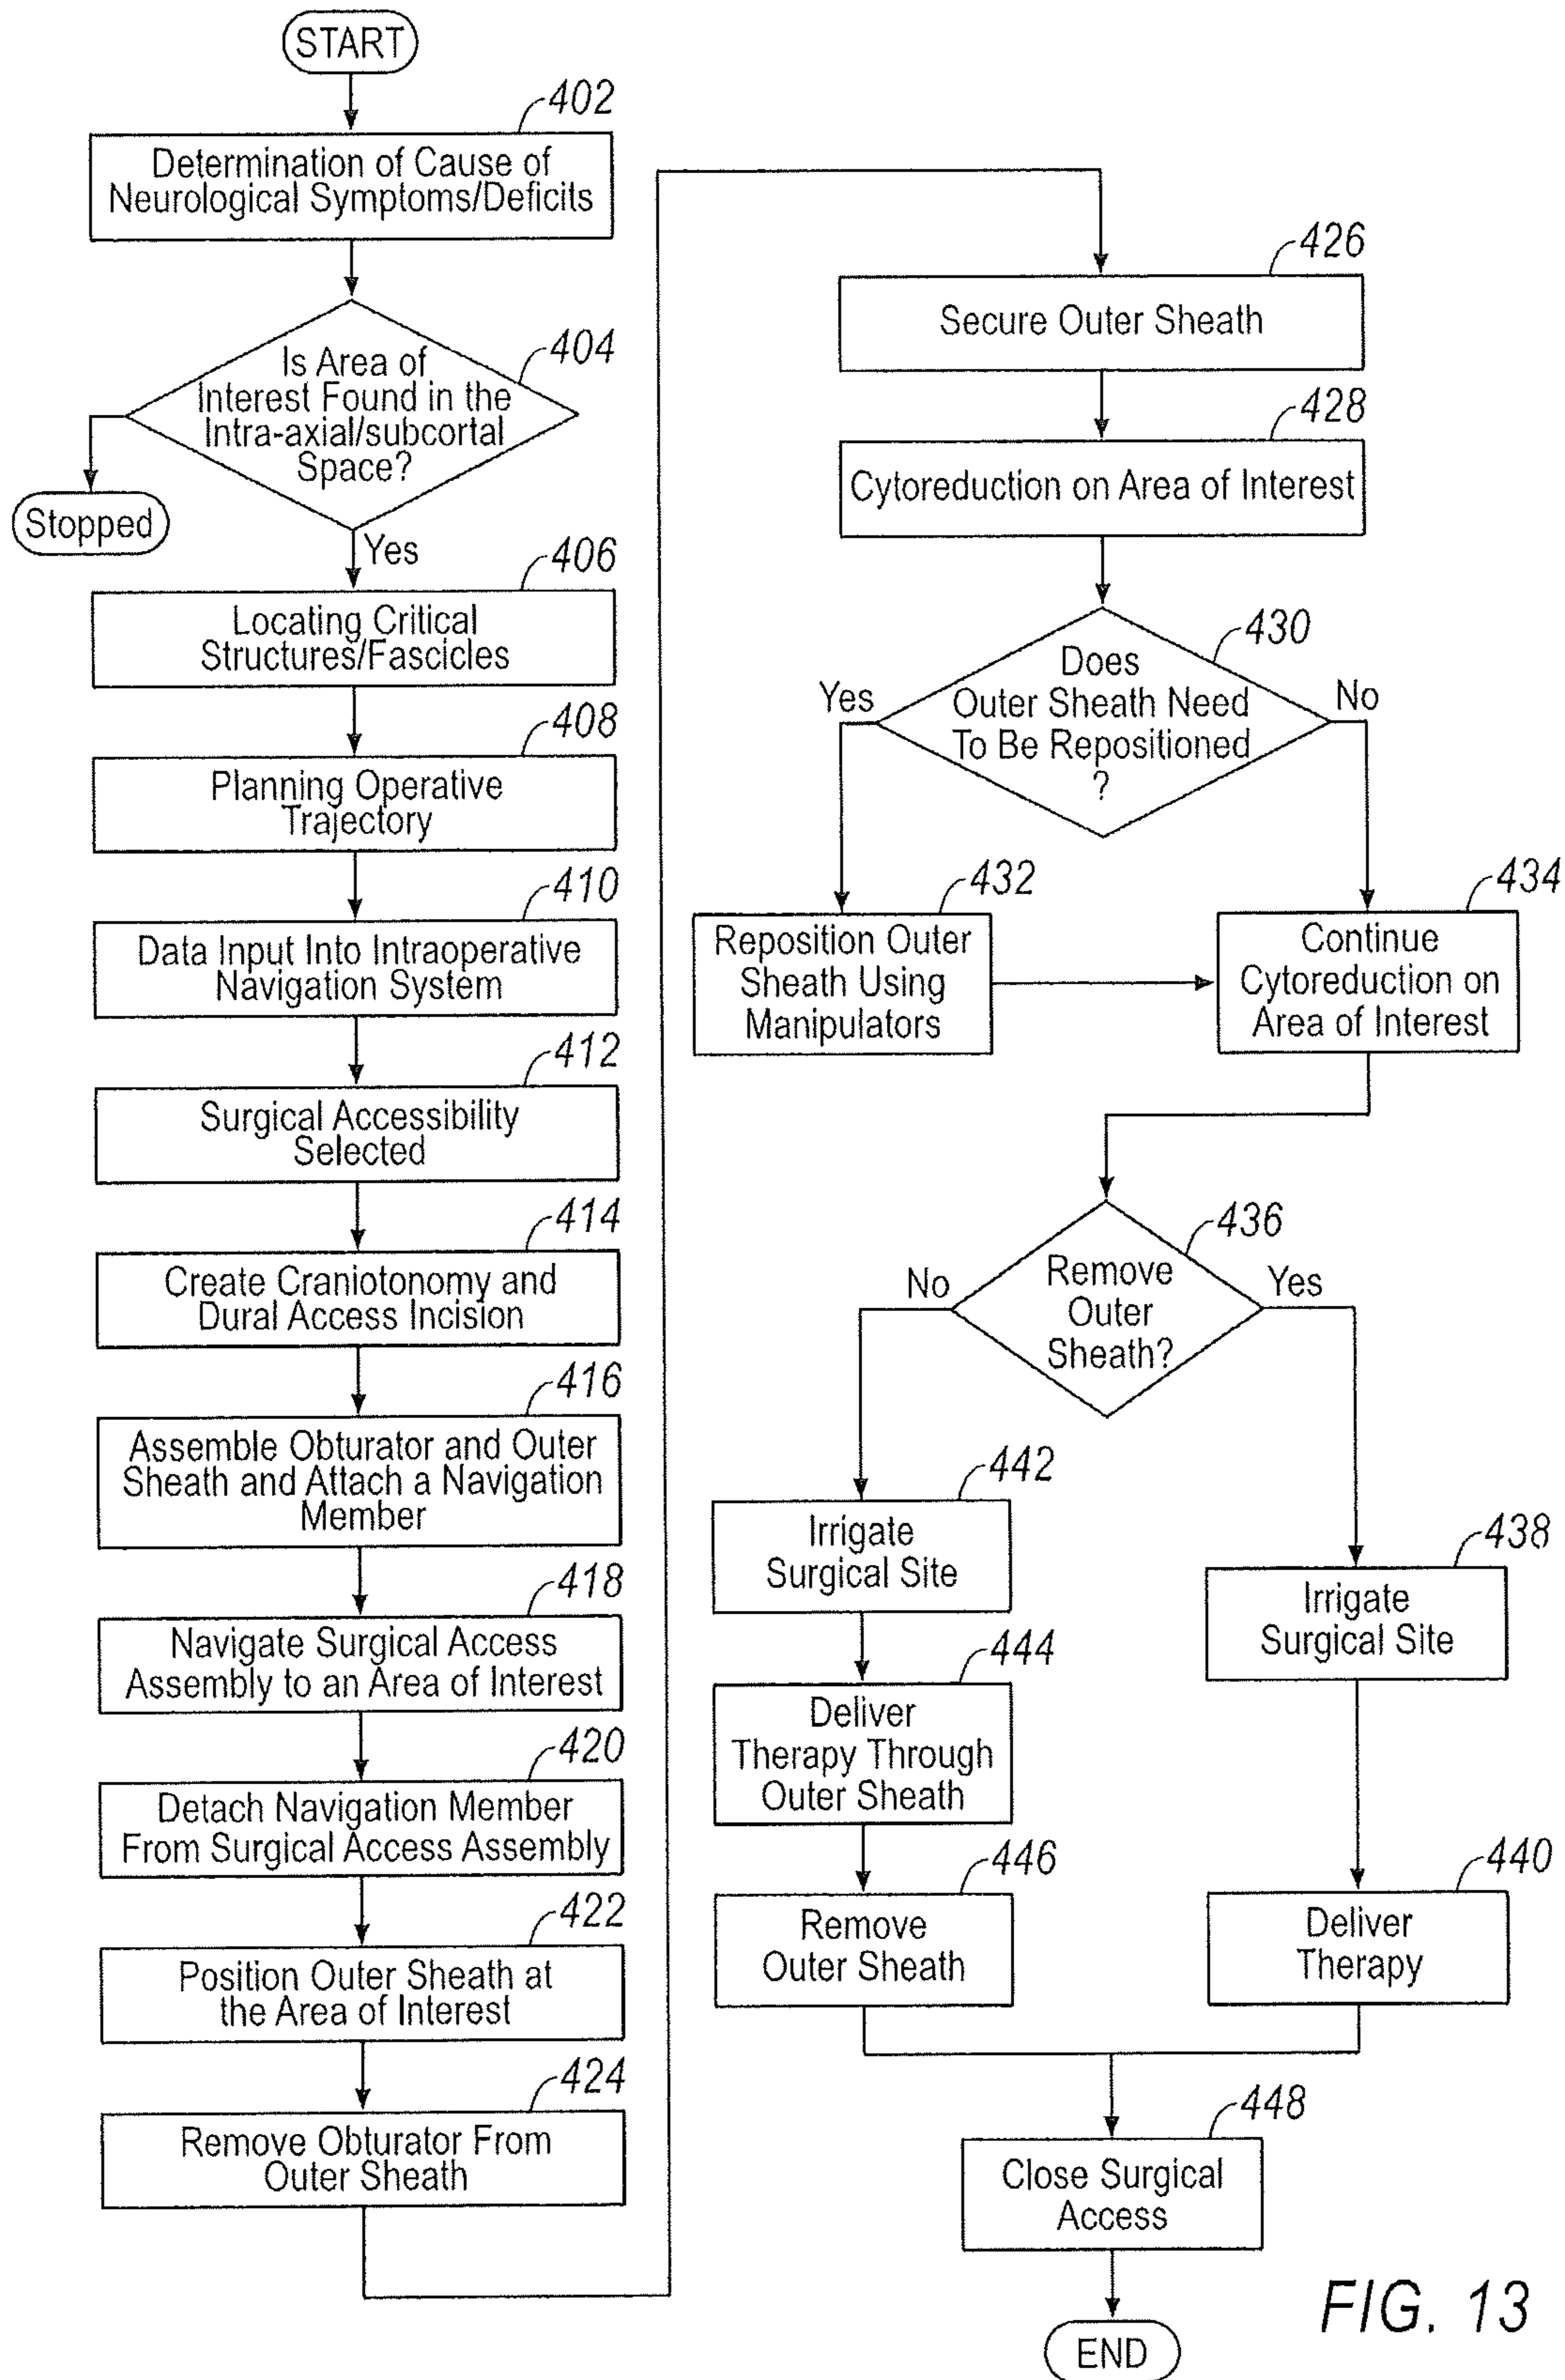 START
402
Determination of Cause of
Neurological Symptoms/Deficits
404
Is Area of
Interest Found in the
Intra-axial/subcortal
Space?
Stopped
Yes
406
Locating Critical
Structures/Fascicles
408
Planning Operative
Trajectory
410
Data Input Into Intraoperative
Navigation System
412
Surgical Accessibility
Selected
414
Create Craniotonomy and
Dural Access Incision
416
Assemble Obturator and Outer
Sheath and Attach a Navigation
Member
418
Navigate Surgical Access
Assembly to an Area of Interest
420
Detach Navigation Member
From Surgical Access Assembly
422
Position Outer Sheath at
the Area of Interest
424
Remove Obturator From
Outer Sheath
426
Secure Outer Sheath
428
Cytoreduction on Area of Interest
430
Does
Outer Sheath Need
To Be Repositioned
?
Yes
No
432
Reposition Outer
Sheath Using
Manipulators
434
Continue
Cytoreduction on
Area of Interest
436
Remove
Outer
Sheath?
No
Yes
442
Irrigate
Surgical Site
444
Deliver
Therapy Through
Outer Sheath
446
Remove
Outer Sheath
438
Irrigate
Surgical Site
440
Deliver
Therapy
448
Close Surgical
Access
END
FIG. 13